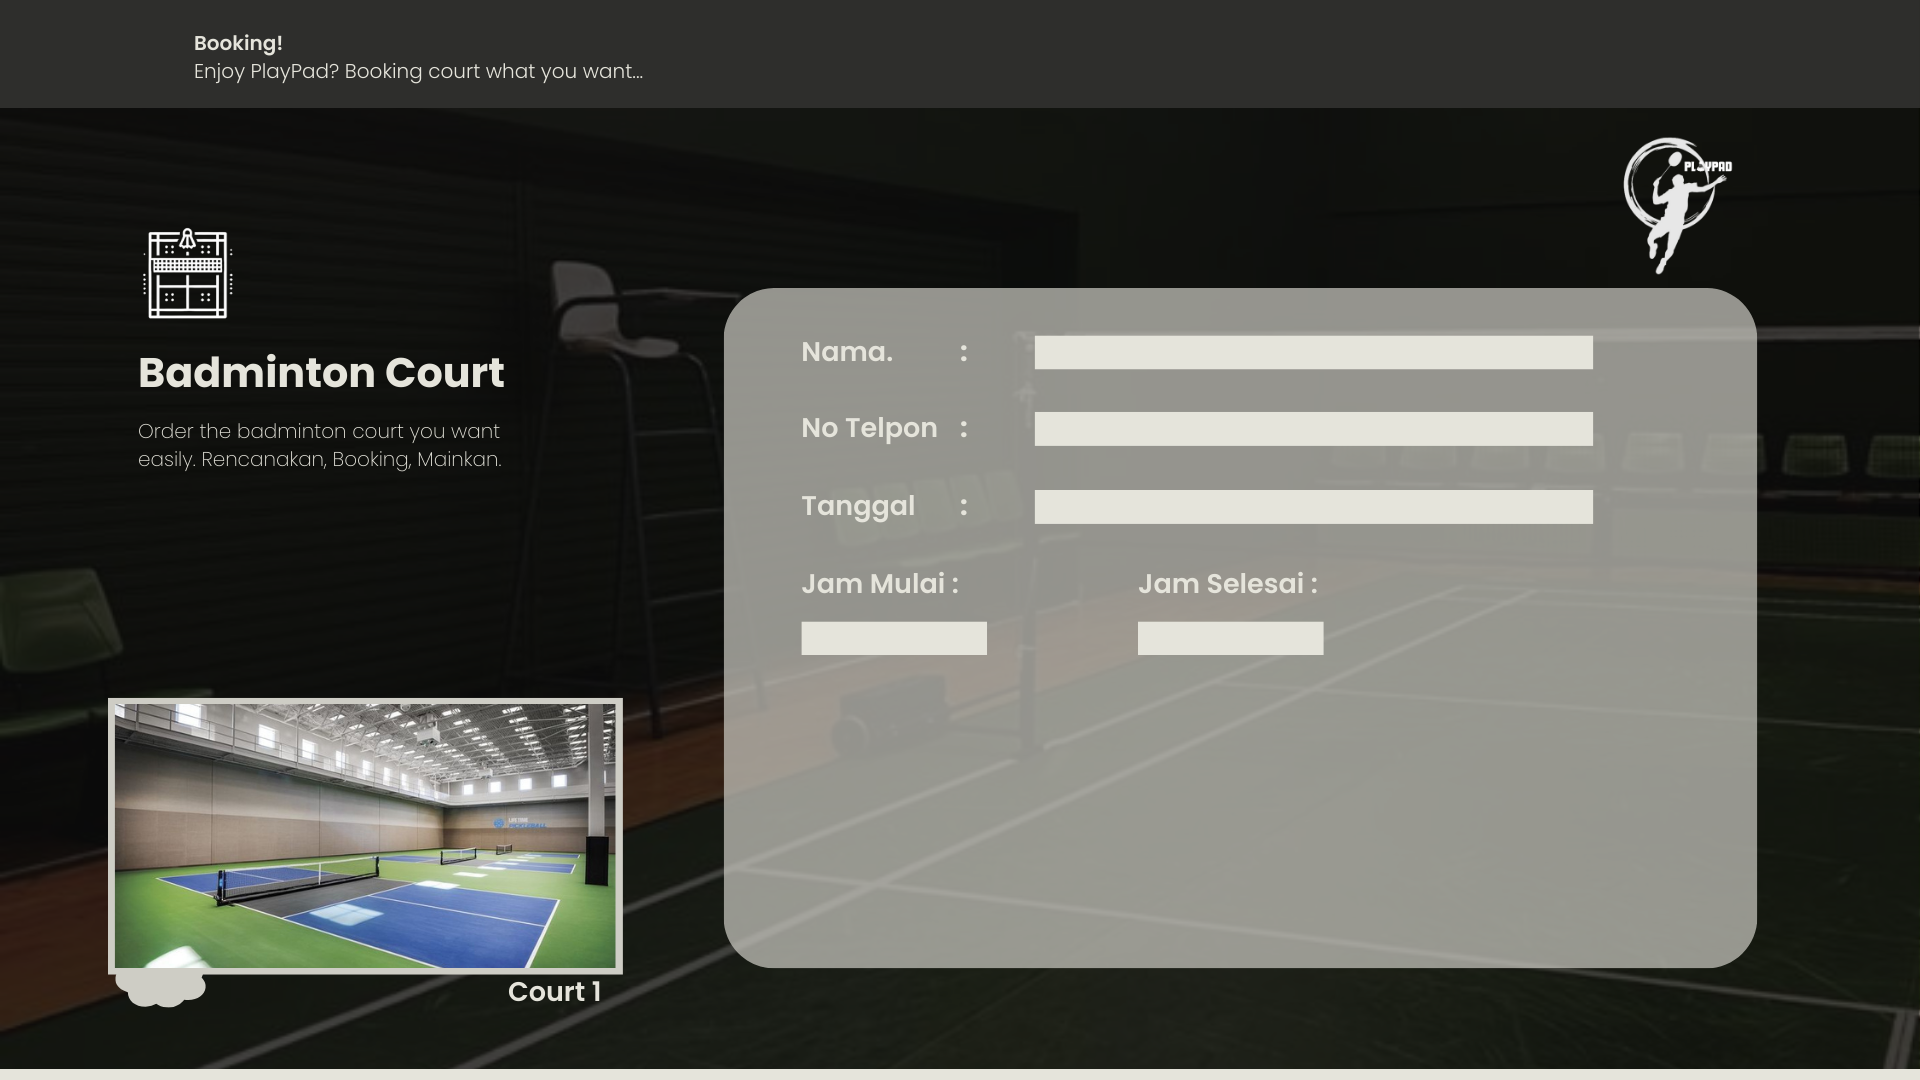 Booking!
Enjoy PlayPad? Booking court what you want...
PLAYPAD
Badminton Court
Order the badminton court you want
easily. Rencanakan, Booking, Mainkan.
Nama. :
No Telpon :
Tanggal :
Jam Mulai : Jam Selesai :
Court 1